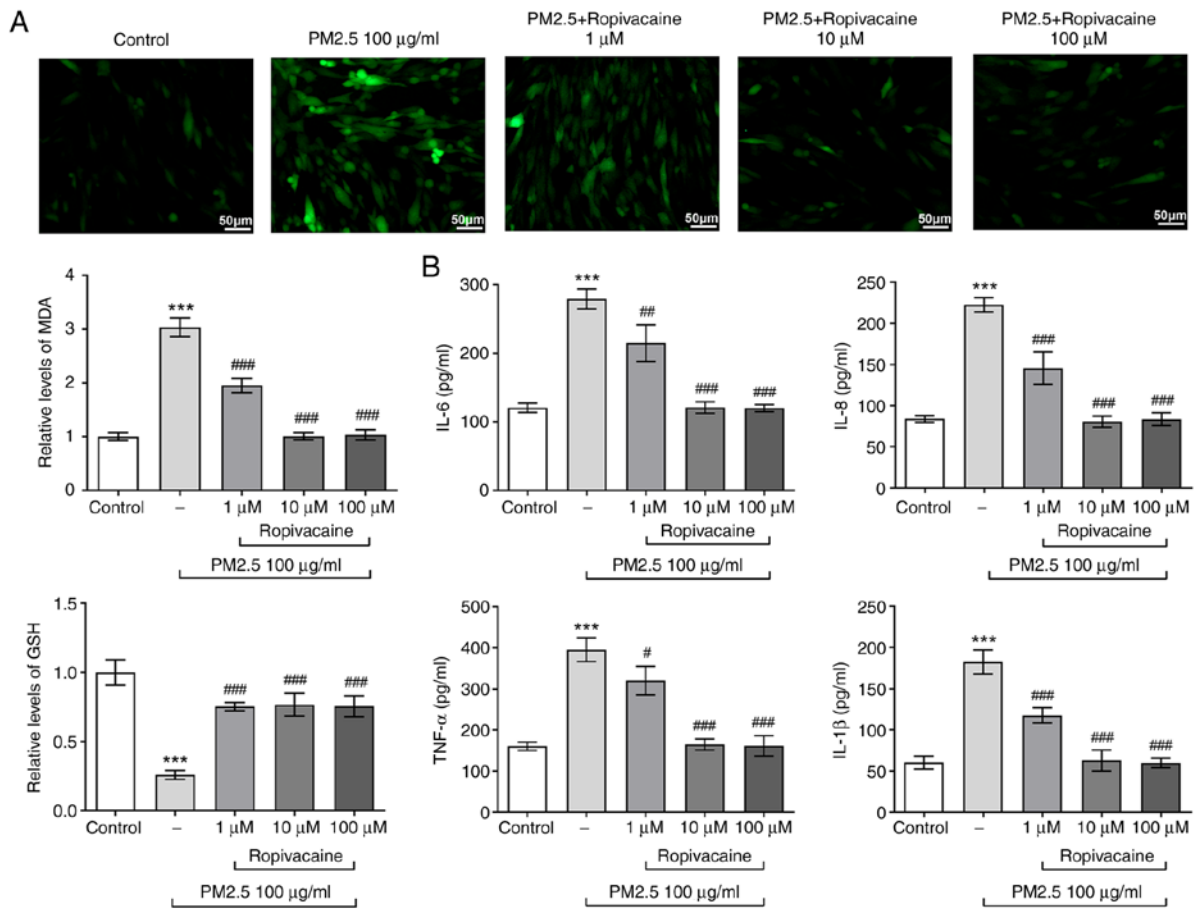 A
Control
PM2.5 100 μg/ml
PM2.5+Ropivacaine
1 μM
PM2.5+Ropivacaine
10 μM
PM2.5+Ropivacaine
100 μM
50μm
50μm
50μm
50μm
50μm
Relative levels of MDA
4
3
2
1
0
***
###
###
###
Control
–
1 μM
10 μM
100 μM
Ropivacaine
PM2.5 100 μg/ml
B
IL-6 (pg/ml)
300
200
100
0
***
##
###
###
Control
–
1 μM
10 μM
100 μM
Ropivacaine
PM2.5 100 μg/ml
IL-8 (pg/ml)
250
200
150
100
50
0
***
###
###
###
Control
–
1 μM
10 μM
100 μM
Ropivacaine
PM2.5 100 μg/ml
Relative levels of GSH
1.5
1.0
0.5
0.0
***
###
###
###
Control
–
1 μM
10 μM
100 μM
Ropivacaine
PM2.5 100 μg/ml
TNF-α (pg/ml)
500
400
300
200
100
0
***
#
###
###
Control
–
1 μM
10 μM
100 μM
Ropivacaine
PM2.5 100 μg/ml
IL-1β (pg/ml)
250
200
150
100
50
0
***
###
###
###
Control
–
1 μM
10 μM
100 μM
Ropivacaine
PM2.5 100 μg/ml